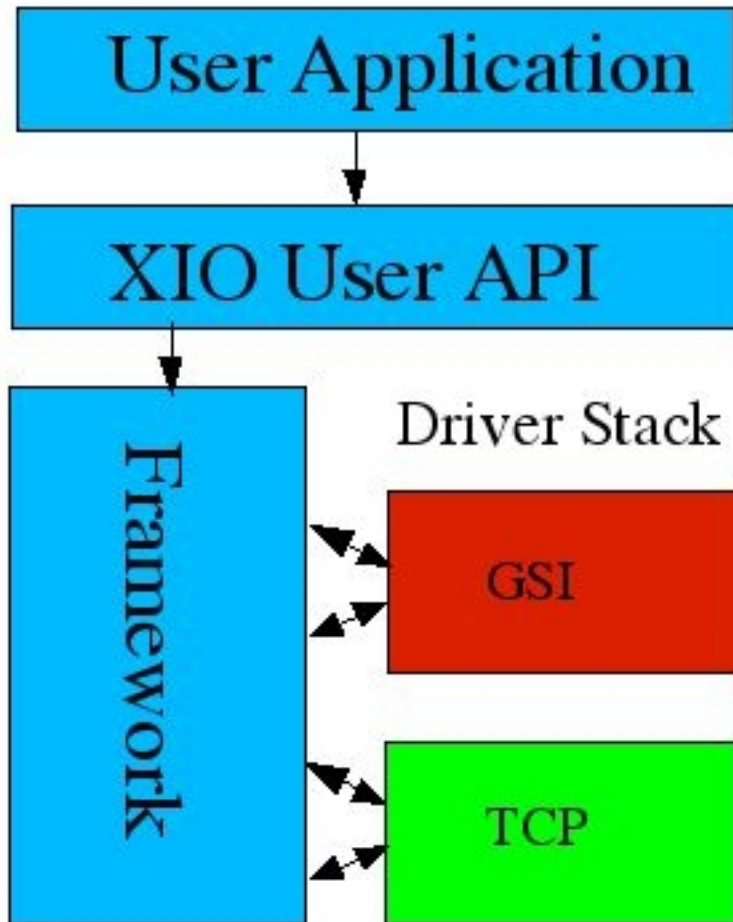 User Application
XIO User API
Driver Stack
Framework
GSI
TCP